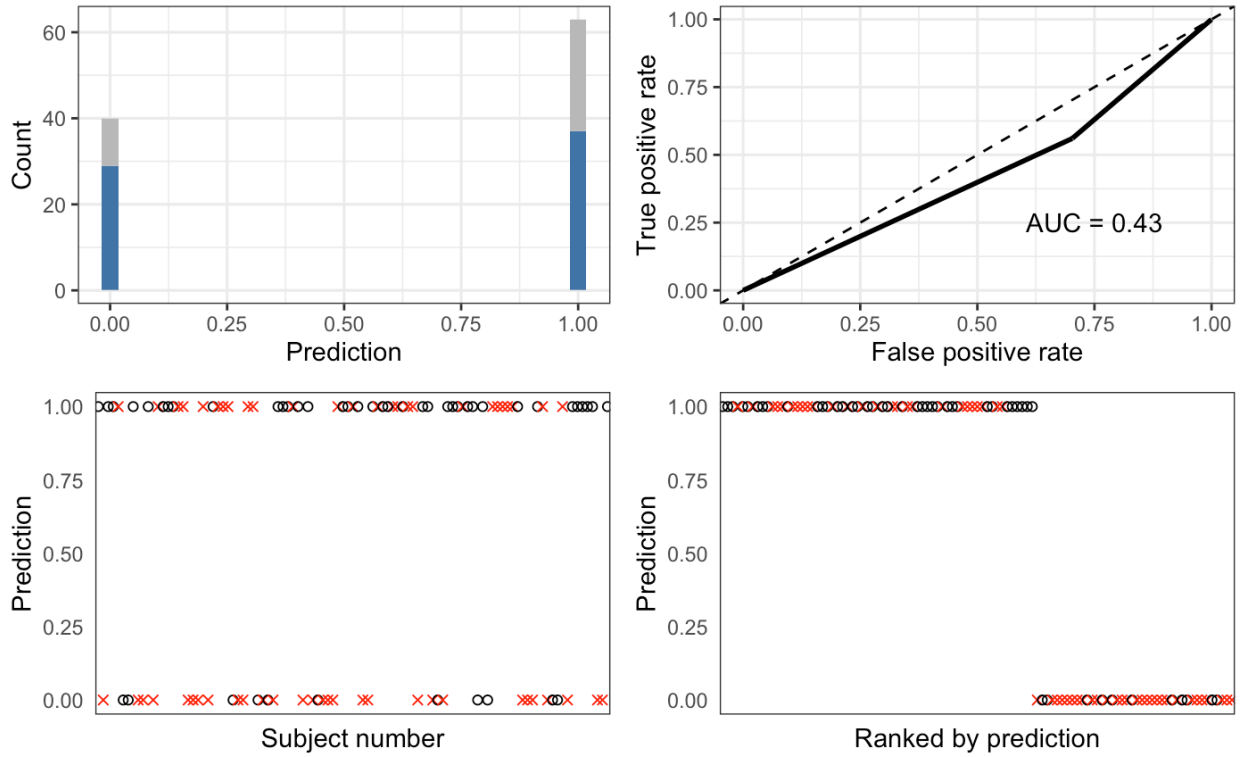 60
40
20
0
Count
0.00 0.25 0.50 0.75 1.00
Prediction
1.00
0.75
0.50
0.25
0.00
True positive rate
AUC = 0.43
0.00 0.25 0.50 0.75 1.00
False positive rate
1.00
0.75
0.50
0.25
0.00
Prediction
Subject number
1.00
0.75
0.50
0.25
0.00
Prediction
Ranked by prediction